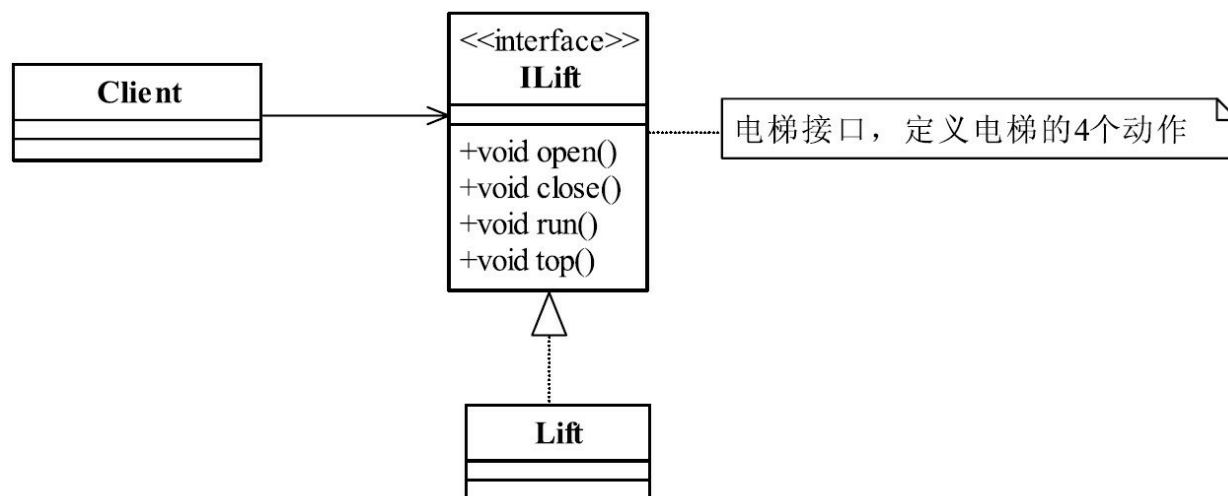 <<interface>>
ILift
Client
电梯接口，定义电梯的4个动作
+void open()
+void close()
+void run()
+void top()
Lift